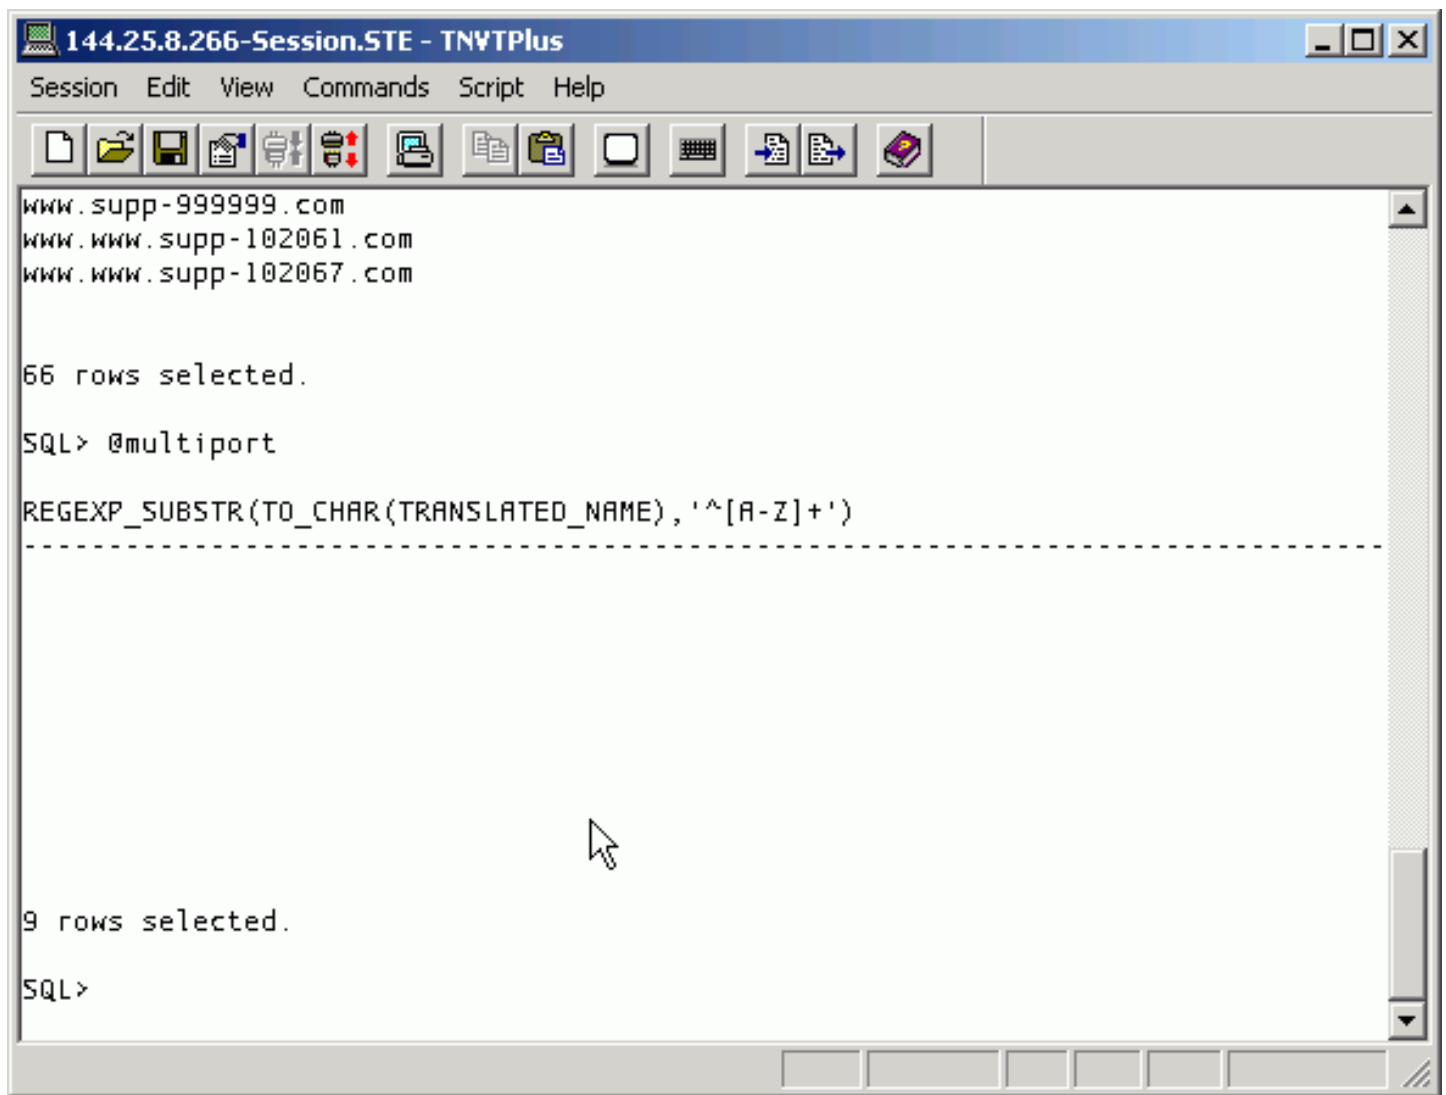 144.25.8.266-Session.STE - TNVTPlus
Session Edit View Commands Script Help
www.supp-999999.com
www.www.supp-102061.com
www.www.supp-102067.com
66 rows selected.
SQL> @multiport
REGEXP_SUBSTR(TO_CHAR(TRANSLATED_NAME),'^[A-Z]+')
--------------------------------------------------------------------------------
9 rows selected.
SQL>